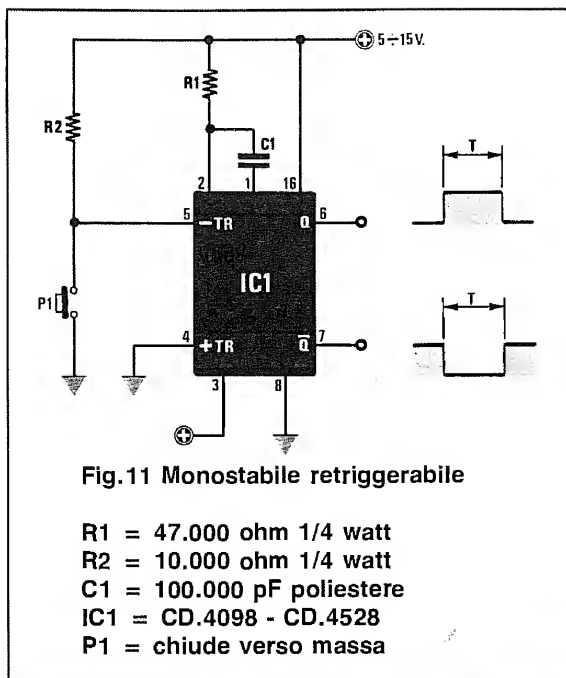 5÷15V.
R1
R2
C1
2 1 16
5 -TR Q 6
T
P1
IC1
T
4 +TR Q̅ 7
3 8
Fig.11 Monostabile retriggerabile
R1 = 47.000 ohm 1/4 watt
R2 = 10.000 ohm 1/4 watt
C1 = 100.000 pF poliestere
IC1 = CD.4098 - CD.4528
P1 = chiude verso massa